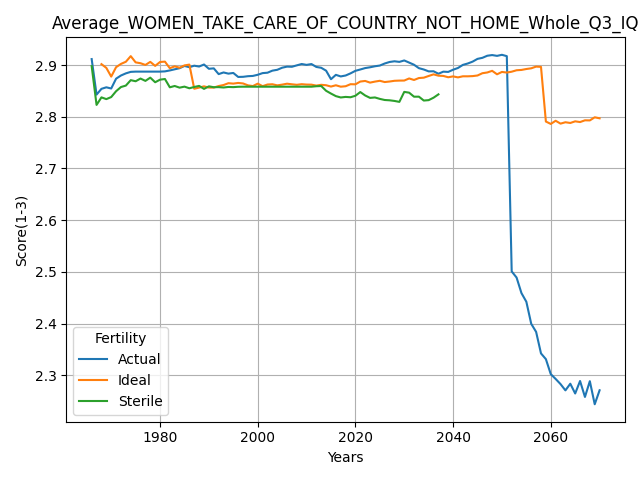 Average_WOMEN_TAKE_CARE_OF_COUNTRY_NOT_HOME_Whole_Q3_IQ
Score(1-3)
2.9
2.8
2.7
2.6
2.5
2.4
2.3
Fertility
Actual
Ideal
Sterile
1980
2000
2020
2040
2060
Years